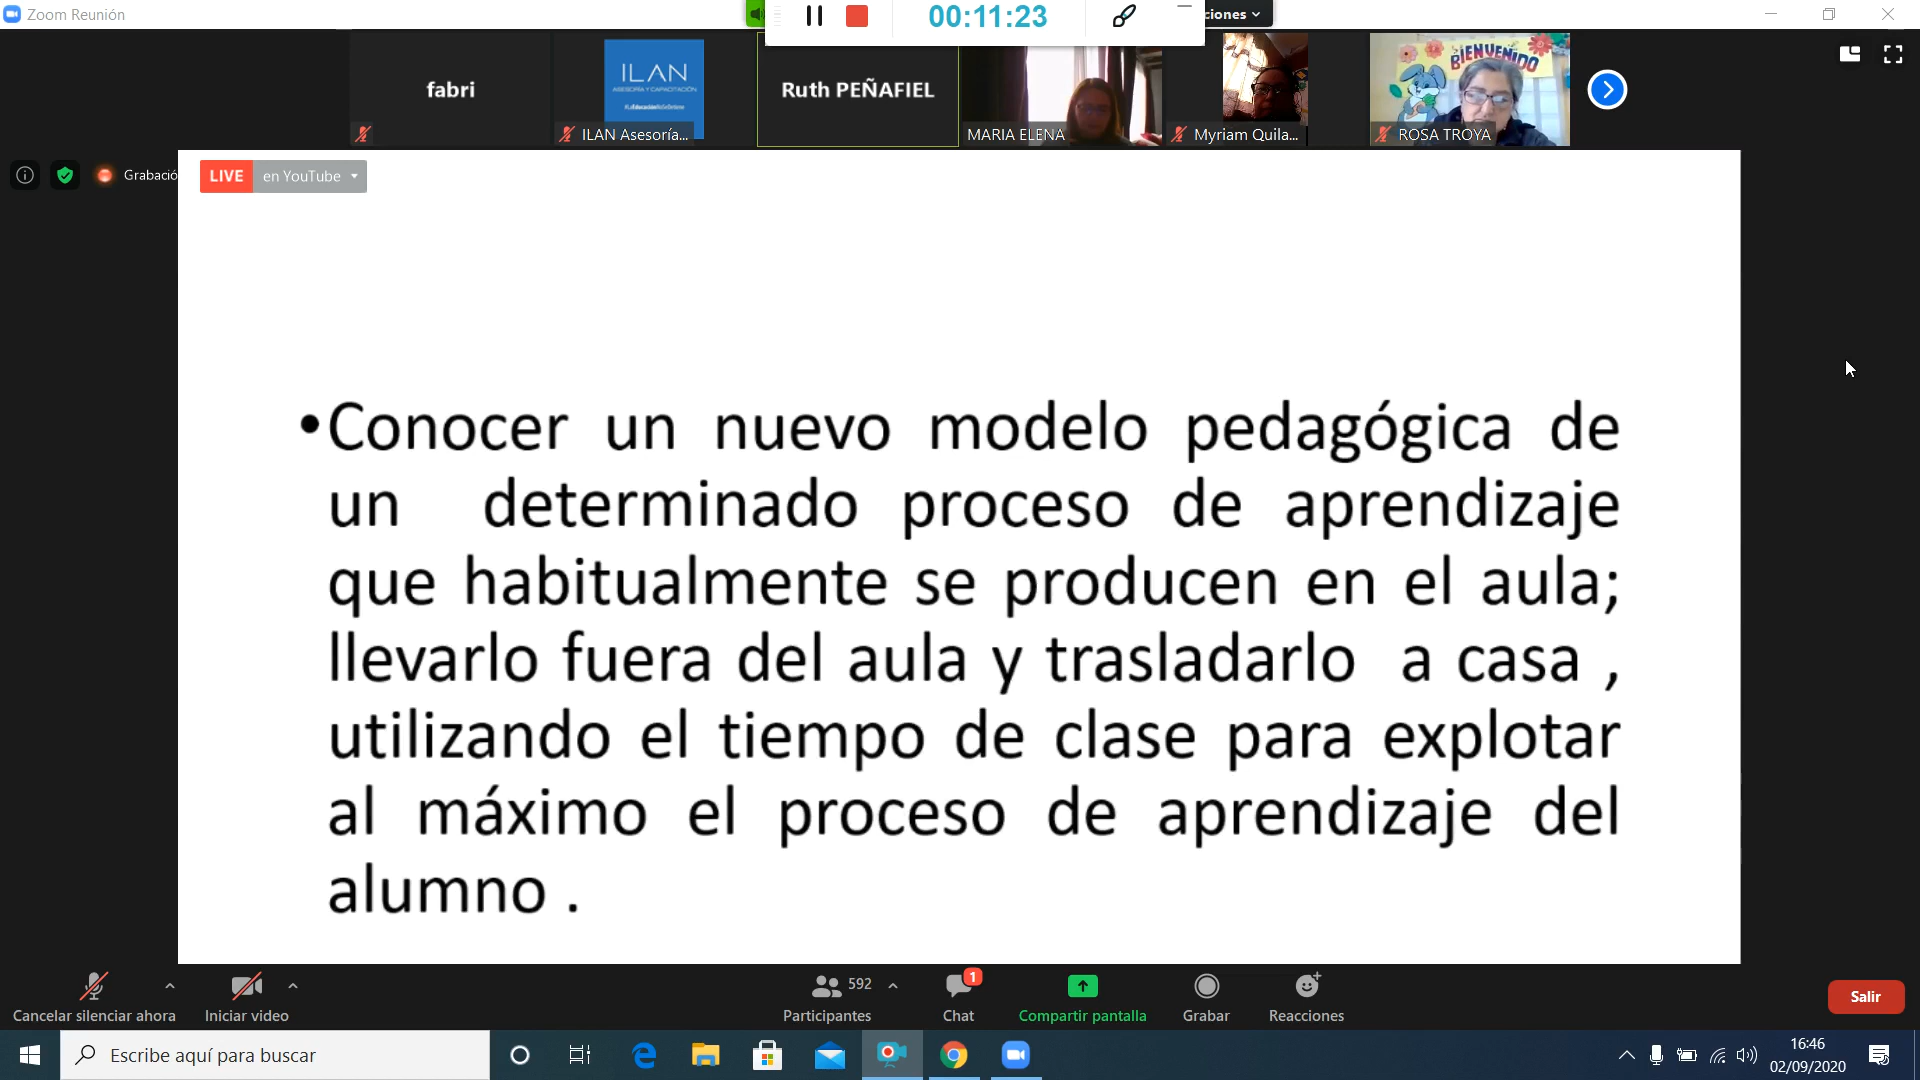 Zoom Reunión
00:11:23
ciones
fabri
ILAN
ASESORÍA Y CAPACITACIÓN
#LaEducaciónNoSeDetiene
ILAN Asesoría...
Ruth PEÑAFIEL
MARIA ELENA
Myriam Quila...
BIENVENIDO
ROSA TROYA
Grabació
LIVE en YouTube
•Conocer un nuevo modelo pedagógica de
un determinado proceso de aprendizaje
que habitualmente se producen en el aula;
llevarlo fuera del aula y trasladarlo a casa ,
utilizando el tiempo de clase para explotar
al máximo el proceso de aprendizaje del
alumno .
Cancelar silenciar ahora
Iniciar video
592
Participantes
1
Chat
Compartir pantalla
Grabar
Reacciones
Salir
Escribe aquí para buscar
16:46
02/09/2020